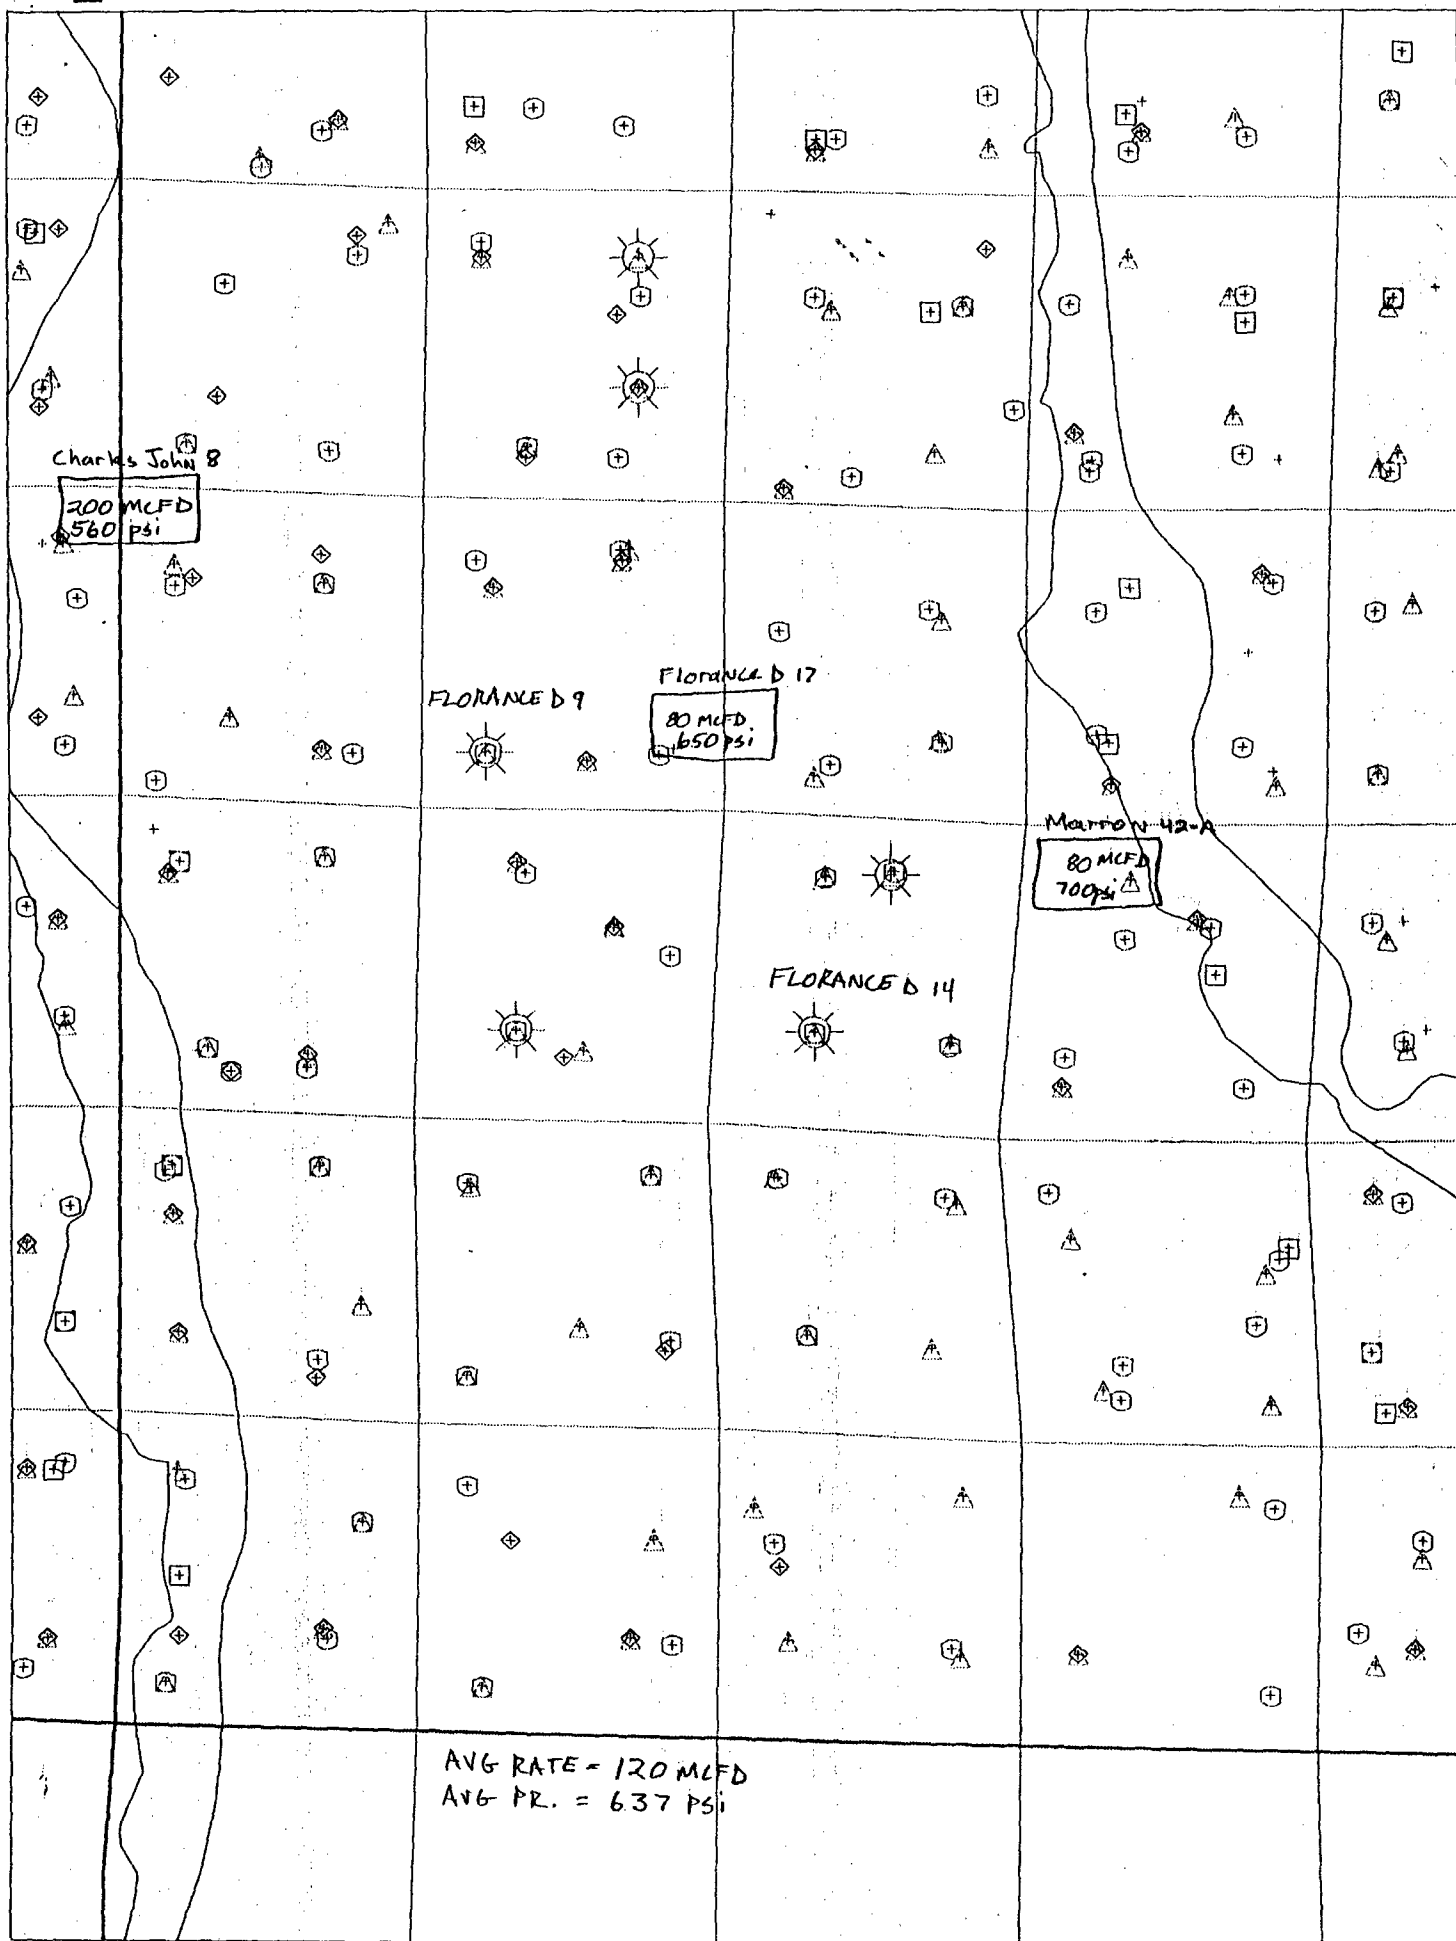 Charles John 8
200 MCFD
560 psi
Florance D 17
FLORANCE D 9
80 MCFD
650 psi
Marron 42-A
80 MCFD
700 psi
FLORANCE D 14
AVG RATE = 120 MCFD
AVG PR. = 637 PSi